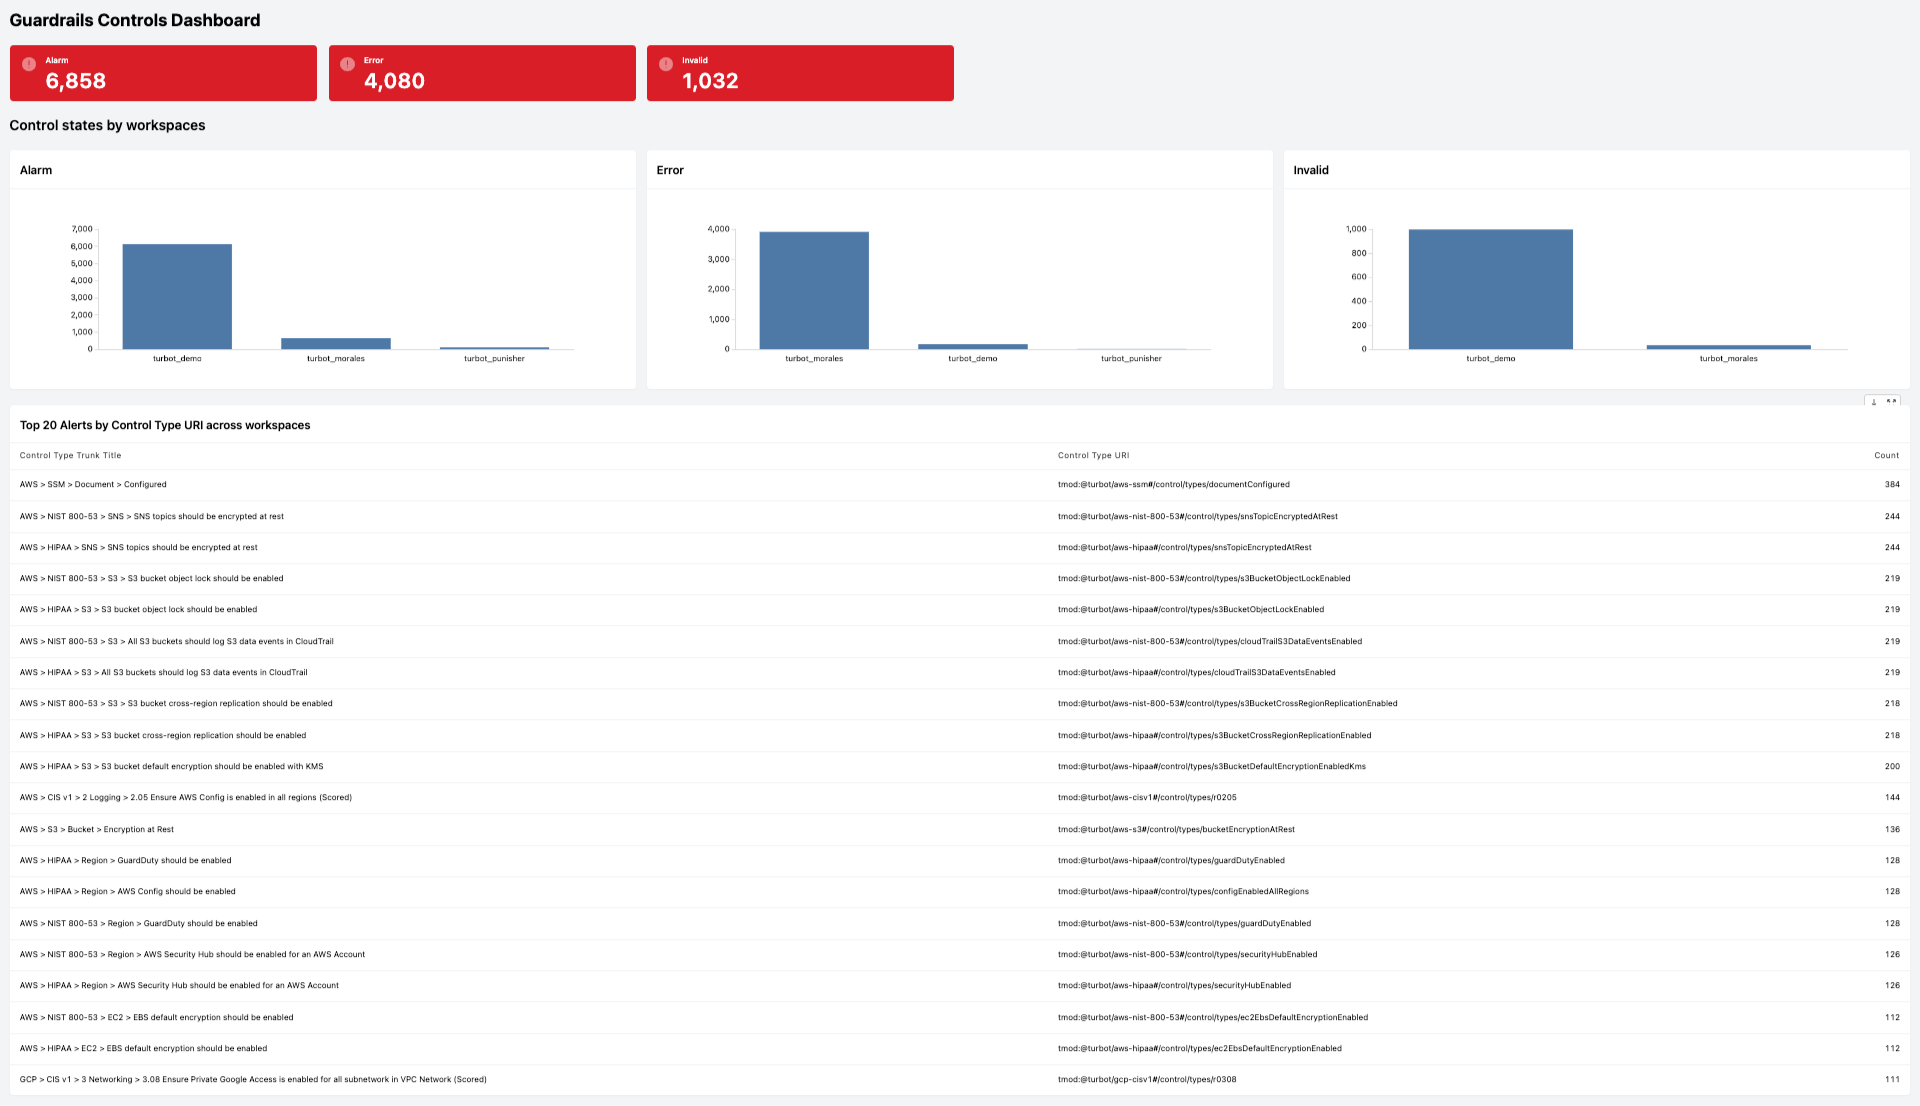 Guardrails Controls Dashboard
Alarm
6,858
Error
4,080
Invalid
1,032
Control states by workspaces
Alarm
7,000
6,000
5,000
4,000
3,000
2,000
1,000
0
turbot_demo
turbot_morales
turbot_punisher
Error
4,000
3,000
2,000
1,000
0
turbot_morales
turbot_demo
turbot_punisher
Invalid
1,000
800
600
400
200
0
turbot_demo
turbot_morales
Top 20 Alerts by Control Type URI across workspaces
Control Type Trunk Title Control Type URI Count
AWS > SSM > Document > Configured tmod:@turbot/aws-ssm#/control/types/documentConfigured 384
AWS > NIST 800-53 > SNS > SNS topics should be encrypted at rest tmod:@turbot/aws-nist-800-53#/control/types/snsTopicEncryptedAtRest 244
AWS > HIPAA > SNS > SNS topics should be encrypted at rest tmod:@turbot/aws-hipaa#/control/types/snsTopicEncryptedAtRest 244
AWS > NIST 800-53 > S3 > S3 bucket object lock should be enabled tmod:@turbot/aws-nist-800-53#/control/types/s3BucketObjectLockEnabled 219
AWS > HIPAA > S3 > S3 bucket object lock should be enabled tmod:@turbot/aws-hipaa#/control/types/s3BucketObjectLockEnabled 219
AWS > NIST 800-53 > S3 > All S3 buckets should log S3 data events in CloudTrail tmod:@turbot/aws-nist-800-53#/control/types/cloudTrailS3DataEventsEnabled 219
AWS > HIPAA > S3 > All S3 buckets should log S3 data events in CloudTrail tmod:@turbot/aws-hipaa#/control/types/cloudTrailS3DataEventsEnabled 219
AWS > NIST 800-53 > S3 > S3 bucket cross-region replication should be enabled tmod:@turbot/aws-nist-800-53#/control/types/s3BucketCrossRegionReplicationEnabled 218
AWS > HIPAA > S3 > S3 bucket cross-region replication should be enabled tmod:@turbot/aws-hipaa#/control/types/s3BucketCrossRegionReplicationEnabled 218
AWS > HIPAA > S3 > S3 bucket default encryption should be enabled with KMS tmod:@turbot/aws-hipaa#/control/types/s3BucketDefaultEncryptionEnabledKms 200
AWS > CIS v1 > 2 Logging > 2.05 Ensure AWS Config is enabled in all regions (Scored) tmod:@turbot/aws-cisv1#/control/types/r0205 144
AWS > S3 > Bucket > Encryption at Rest tmod:@turbot/aws-s3#/control/types/bucketEncryptionAtRest 136
AWS > HIPAA > Region > GuardDuty should be enabled tmod:@turbot/aws-hipaa#/control/types/guardDutyEnabled 128
AWS > HIPAA > Region > AWS Config should be enabled tmod:@turbot/aws-hipaa#/control/types/configEnabledAllRegions 128
AWS > NIST 800-53 > Region > GuardDuty should be enabled tmod:@turbot/aws-nist-800-53#/control/types/guardDutyEnabled 128
AWS > NIST 800-53 > Region > AWS Security Hub should be enabled for an AWS Account tmod:@turbot/aws-nist-800-53#/control/types/securityHubEnabled 126
AWS > HIPAA > Region > AWS Security Hub should be enabled for an AWS Account tmod:@turbot/aws-hipaa#/control/types/securityHubEnabled 126
AWS > NIST 800-53 > EC2 > EBS default encryption should be enabled tmod:@turbot/aws-nist-800-53#/control/types/ec2EbsDefaultEncryptionEnabled 112
AWS > HIPAA > EC2 > EBS default encryption should be enabled tmod:@turbot/aws-hipaa#/control/types/ec2EbsDefaultEncryptionEnabled 112
GCP > CIS v1 > 3 Networking > 3.08 Ensure Private Google Access is enabled for all subnetwork in VPC Network (Scored) tmod:@turbot/gcp-cisv1#/control/types/r0308 111